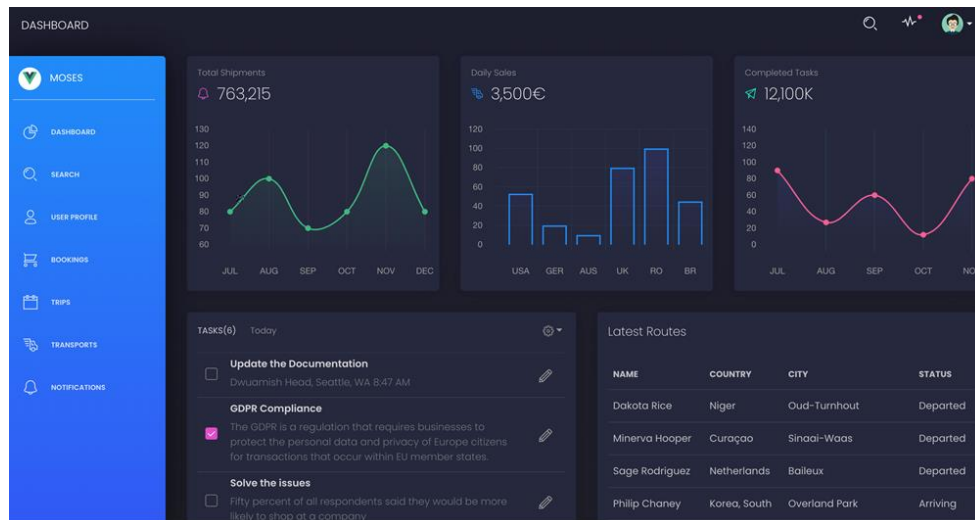 DASHBOARD
MOSES
DASHBOARD
SEARCH
USER PROFILE
BOOKINGS
TRIPS
TRANSPORTS
NOTIFICATIONS
Total Shipments
763,215
130
120
110
100
90
80
70
60
JUL AUG SEP OCT NOV DEC
Daily Sales
3,500€
120
100
80
60
40
20
0
USA GER AUS UK RO BR
Completed Tasks
12,100K
140
120
100
80
60
40
20
0
JUL AUG SEP OCT NO
TASKS(6) Today
Update the Documentation
Dwuamish Head, Seattle, WA 8:47 AM
GDPR Compliance
The GDPR is a regulation that requires businesses to
protect the personal data and privacy of Europe citizens
for transactions that occur within EU member states.
Solve the issues
Fifty percent of all respondents said they would be more
likely to shop at a company
Latest Routes
NAME COUNTRY CITY STATUS
Dakota Rice Niger Oud-Turnhout Departed
Minerva Hooper Curaçao Sinaai-Waas Departed
Sage Rodriguez Netherlands Baileux Departed
Philip Chaney Korea, South Overland Park Arriving